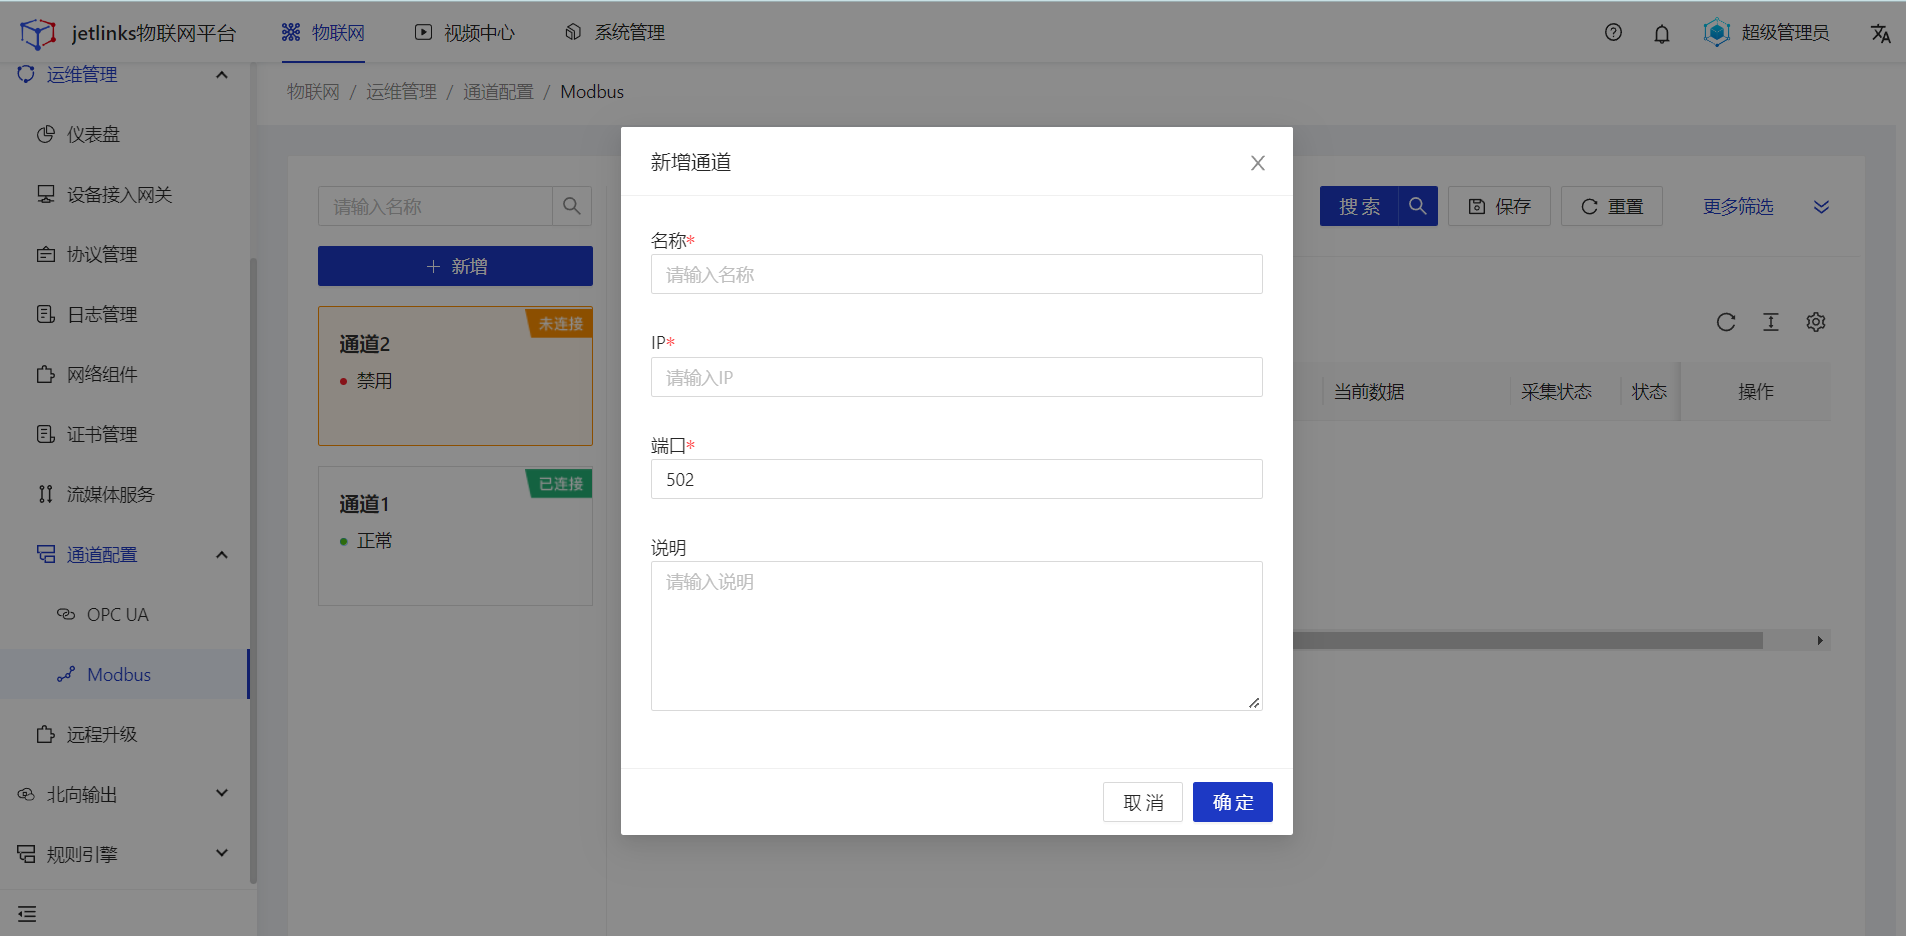 jetlinks物联网平台 物联网 视频中心 系统管理 超级管理员
运维管理
仪表盘
设备接入网关
协议管理
日志管理
网络组件
证书管理
流媒体服务
通道配置
OPC UA
Modbus
远程升级
北向输出
规则引擎
物联网 / 运维管理 / 通道配置 / Modbus
请输入名称
新增
未连接
通道2
禁用
已连接
通道1
正常
搜索 保存 重置 更多筛选
当前数据 采集状态 状态 操作
新增通道
名称*
请输入名称
IP*
请输入IP
端口*
502
说明
请输入说明
取消 确定